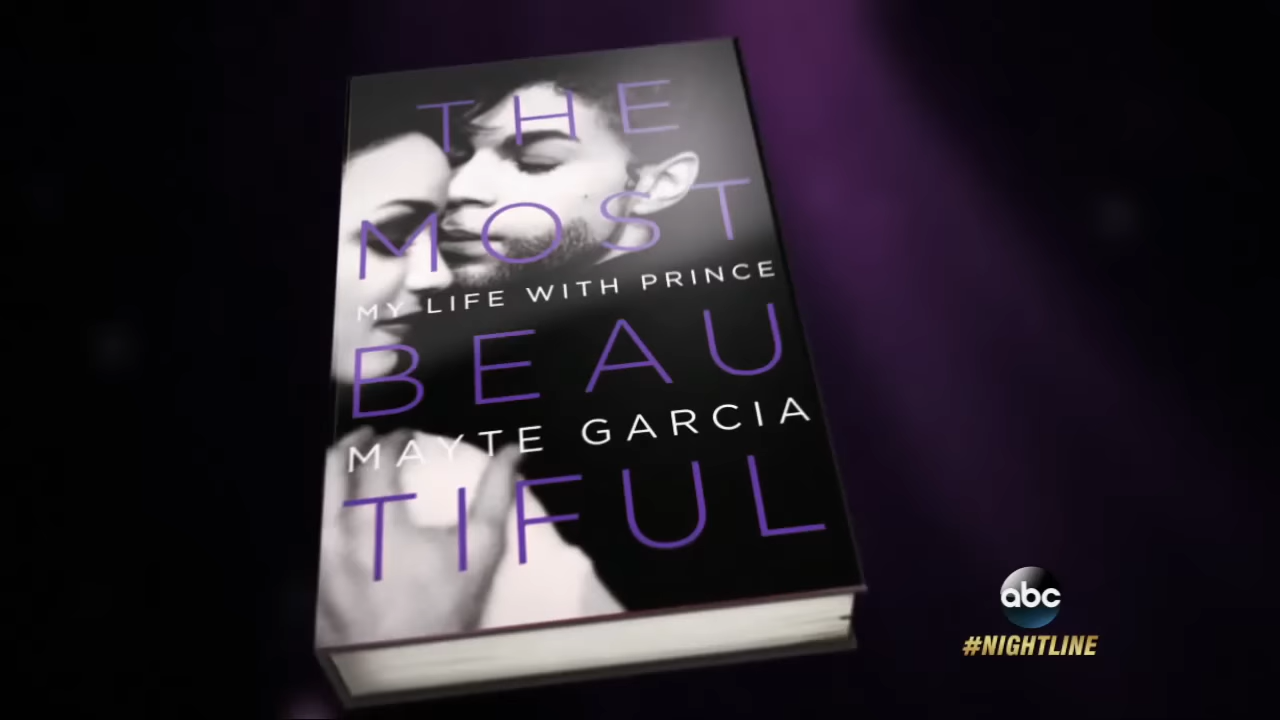 THE
MOST
MY LIFE WITH PRINCE
BEAU
MAYTE GARCIA
TIFUL
abc
#NIGHTLINE